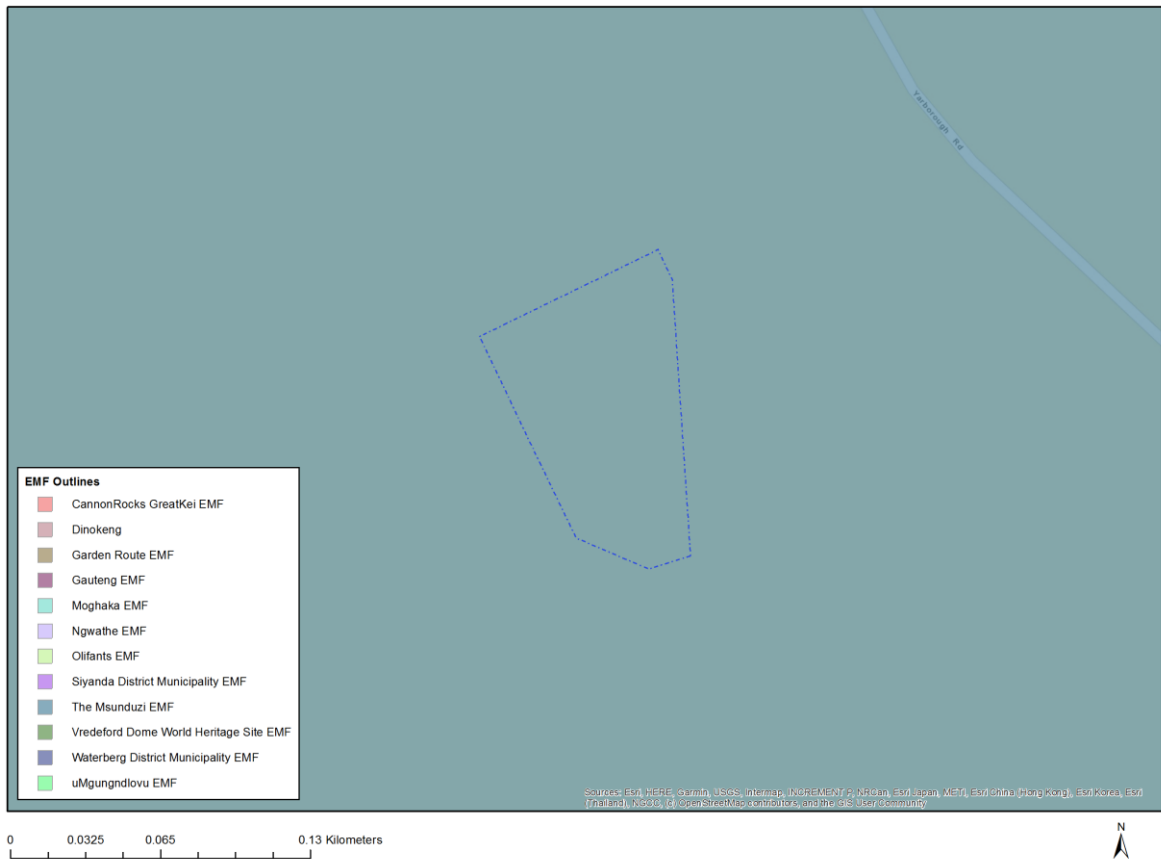 Yarborough Rd
EMF Outlines
CannonRocks GreatKei EMF
Dinokeng
Garden Route EMF
Gauteng EMF
Moghaka EMF
Ngwathe EMF
Olifants EMF
Siyanda District Municipality EMF
The Msunduzi EMF
Vredeford Dome World Heritage Site EMF
Waterberg District Municipality EMF
uMgungndlovu EMF
Sources: Esri, HERE, Garmin, USGS, Intermap, INCREMENT P, NRCan, Esri Japan, METI, Esri China (Hong Kong), Esri Korea, Esri
(Thailand), NGCC, (c) OpenStreetMap contributors, and the GIS User Community
0 0.0325 0.065 0.13 Kilometers
N